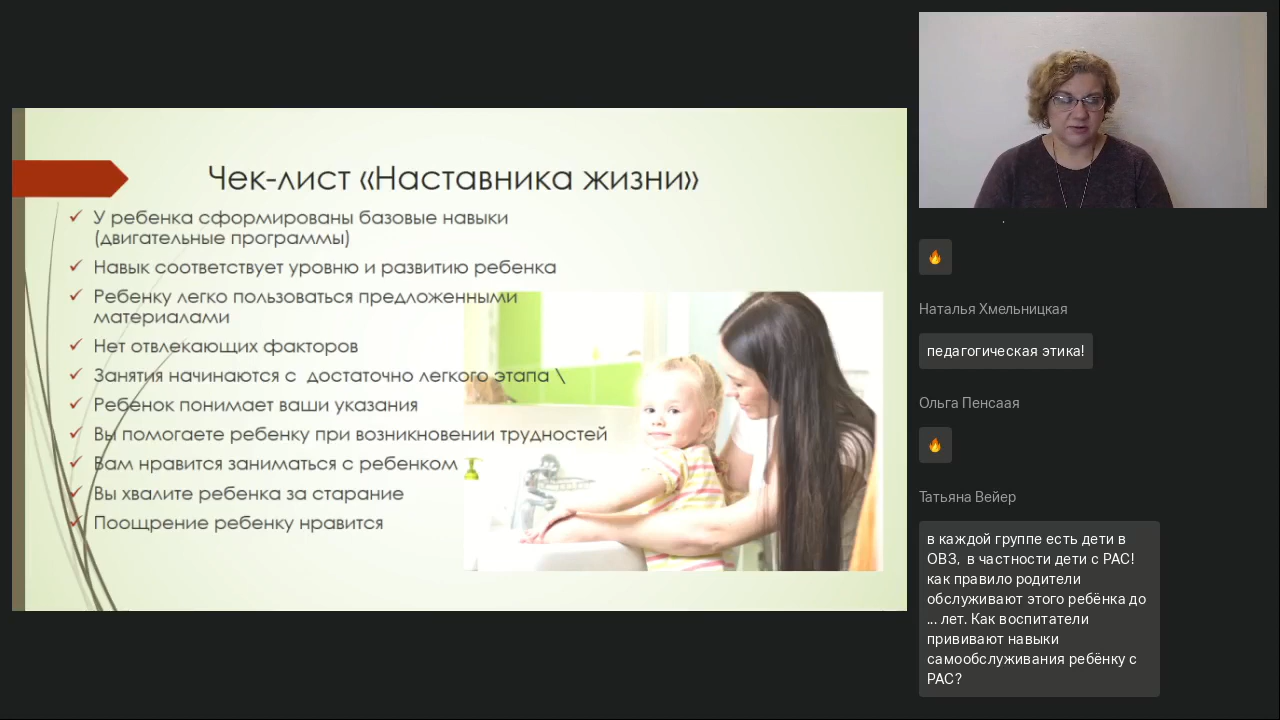 Чек-лист «Наставника жизни»
У ребенка сформированы базовые навыки
(двигательные программы)
Навык соответствует уровню и развитию ребенка
Ребенку легко пользоваться предложенными
материалами
Нет отвлекающих факторов
Занятия начинаются с достаточно легкого этапа \
Ребенок понимает ваши указания
Вы помогаете ребенку при возникновении трудностей
Вам нравится заниматься с ребенком
Вы хвалите ребенка за старание
Поощрение ребенку нравится
🔥
Наталья Хмельницкая
педагогическая этика!
Ольга Пенсаая
🔥
Татьяна Вейер
в каждой группе есть дети в
ОВЗ, в частности дети с РАС!
как правило родители
обслуживают этого ребёнка до
... лет. Как воспитатели
прививают навыки
самообслуживания ребёнку с
РАС?